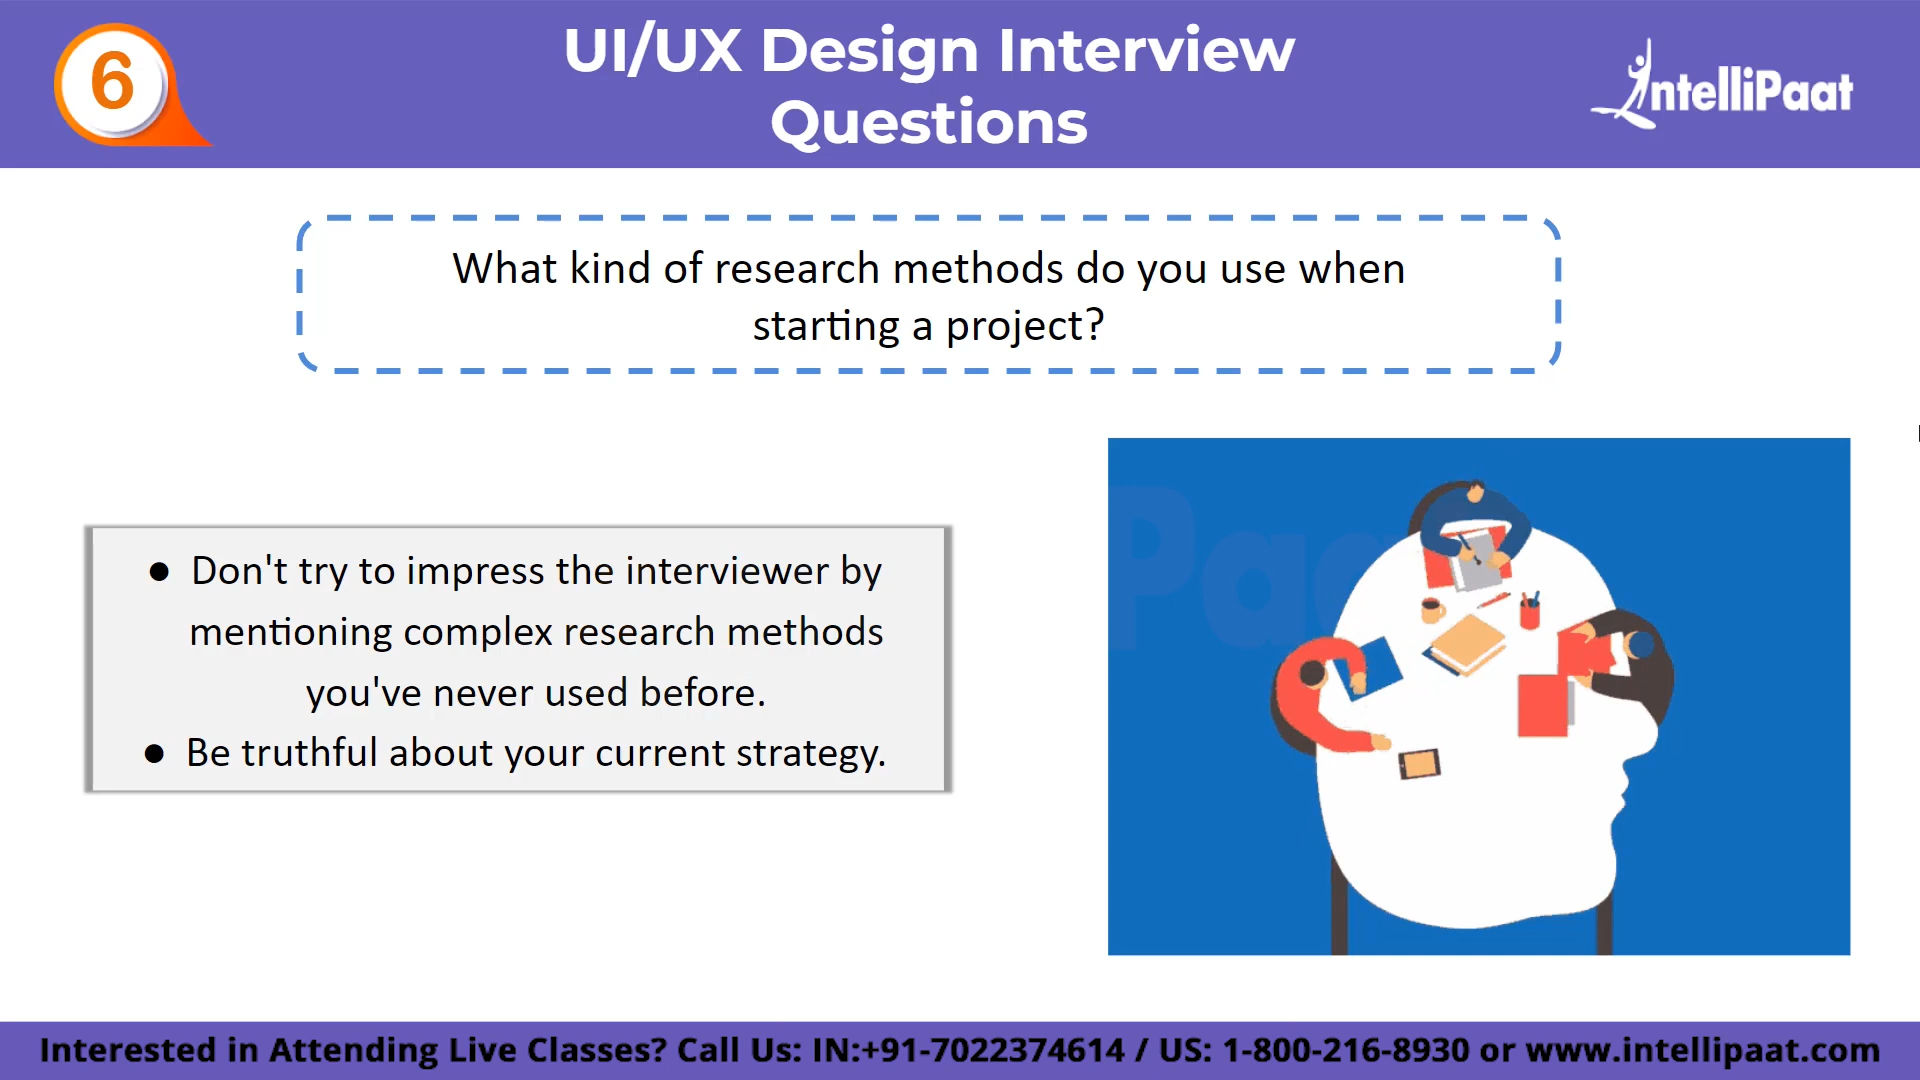 6
UI/UX Design Interview
Questions
IntelliPaat
What kind of research methods do you use when
starting a project?
● Don't try to impress the interviewer by
mentioning complex research methods
you've never used before.
● Be truthful about your current strategy.
Paa
Interested in Attending Live Classes? Call Us: IN:+91-7022374614 / US: 1-800-216-8930 or www.intellipaat.com